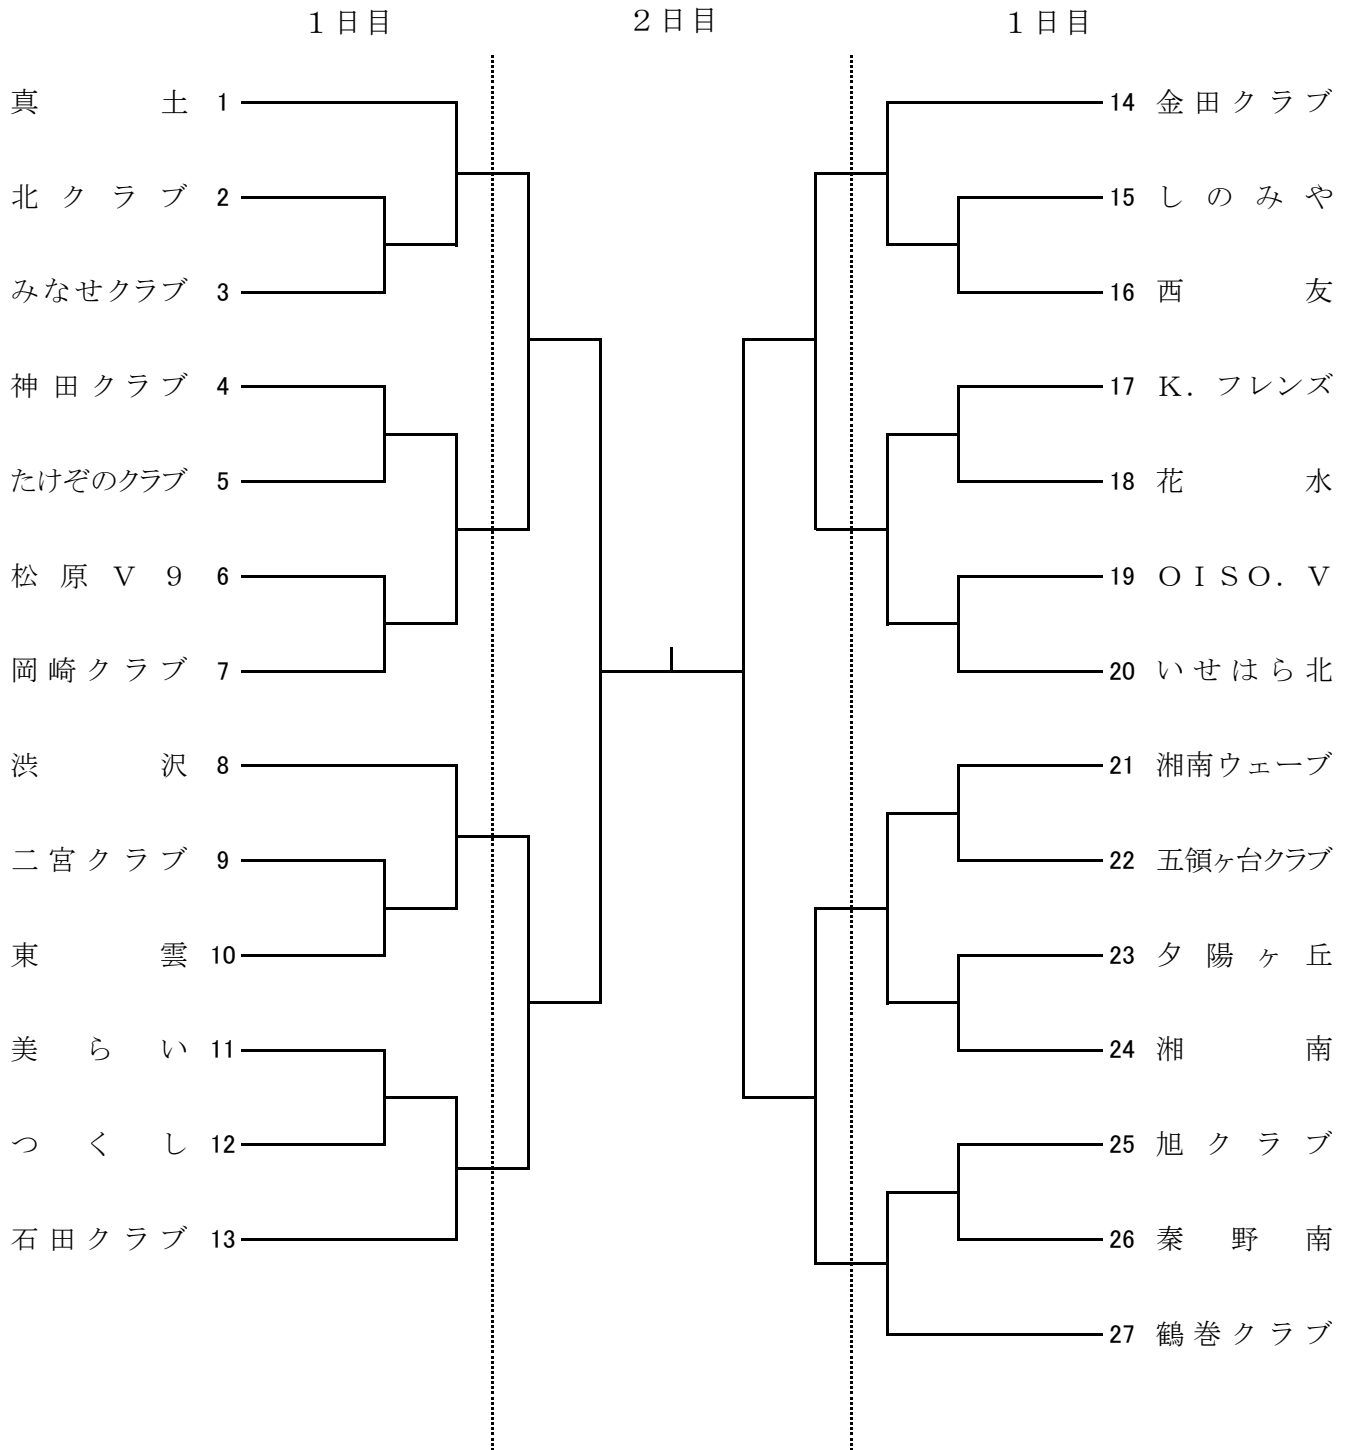 １日目 ２日目 １日目
真土 1
北クラブ 2
みなせクラブ 3
神田クラブ 4
たけぞのクラブ 5
松原Ｖ９ 6
岡崎クラブ 7
渋沢 8
二宮クラブ 9
東雲 10
美らい 11
つくし 12
石田クラブ 13
14 金田クラブ
15 しのみや
16 西友
17 Ｋ．フレンズ
18 花水
19 ＯＩＳＯ．Ｖ
20 いせはら北
21 湘南ウェーブ
22 五領ヶ台クラブ
23 夕陽ヶ丘
24 湘南
25 旭クラブ
26 秦野南
27 鶴巻クラブ